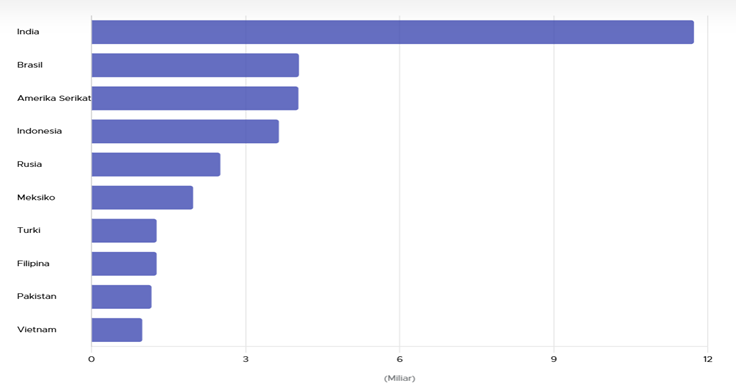 India
Brasil
Amerika Serikat
Indonesia
Rusia
Meksiko
Turki
Filipina
Pakistan
Vietnam
0 3 6 9 12
(Miliar)